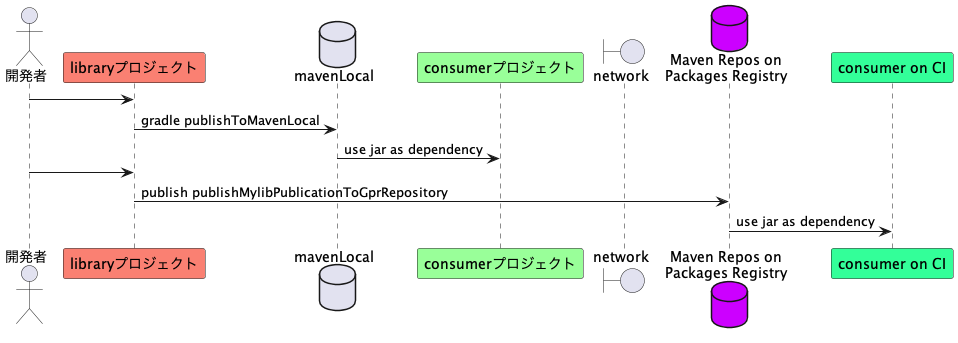 開発者
libraryプロジェクト
mavenLocal
consumerプロジェクト
network
Maven Repos on
Packages Registry
consumer on CI
gradle publishToMavenLocal
use jar as dependency
publish publishMylibPublicationToGprRepository
use jar as dependency
開発者
libraryプロジェクト
mavenLocal
consumerプロジェクト
network
Maven Repos on
Packages Registry
consumer on CI